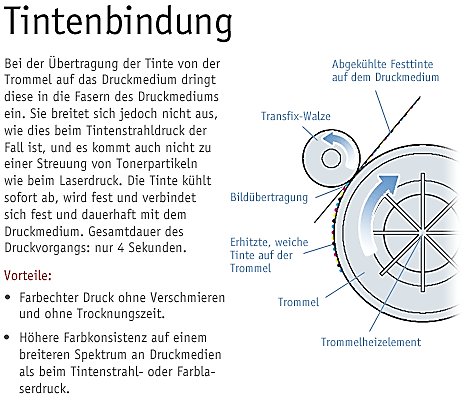 Tintenbindung
Bei der Übertragung der Tinte von der
Trommel auf das Druckmedium dringt
diese in die Fasern des Druckmediums
ein. Sie breitet sich jedoch nicht aus,
wie dies beim Tintenstrahldruck der
Fall ist, und es kommt auch nicht zu
einer Streuung von Tonerpartikeln
wie beim Laserdruck. Die Tinte kühlt
sofort ab, wird fest und verbindet
sich fest und dauerhaft mit dem
Druckmedium. Gesamtdauer des
Druckvorgangs: nur 4 Sekunden.
Vorteile:
• Farbechter Druck ohne Verschmieren
und ohne Trocknungszeit.
• Höhere Farbkonsistenz auf einem
breiteren Spektrum an Druckmedien
als beim Tintenstrahl- oder Farbla-
serdruck.
Abgekühlte Festtinte
auf dem Druckmedium
Transfix-Walze
Bildübertragung
Erhitzte, weiche
Tinte auf der
Trommel
Trommel
Trommelheizelement